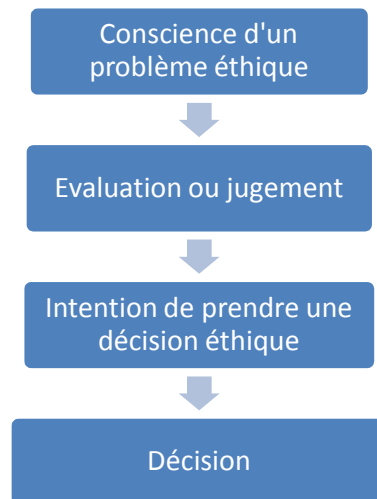 Conscience d'un
problème éthique
Evaluation ou jugement
Intention de prendre une
décision éthique
Décision